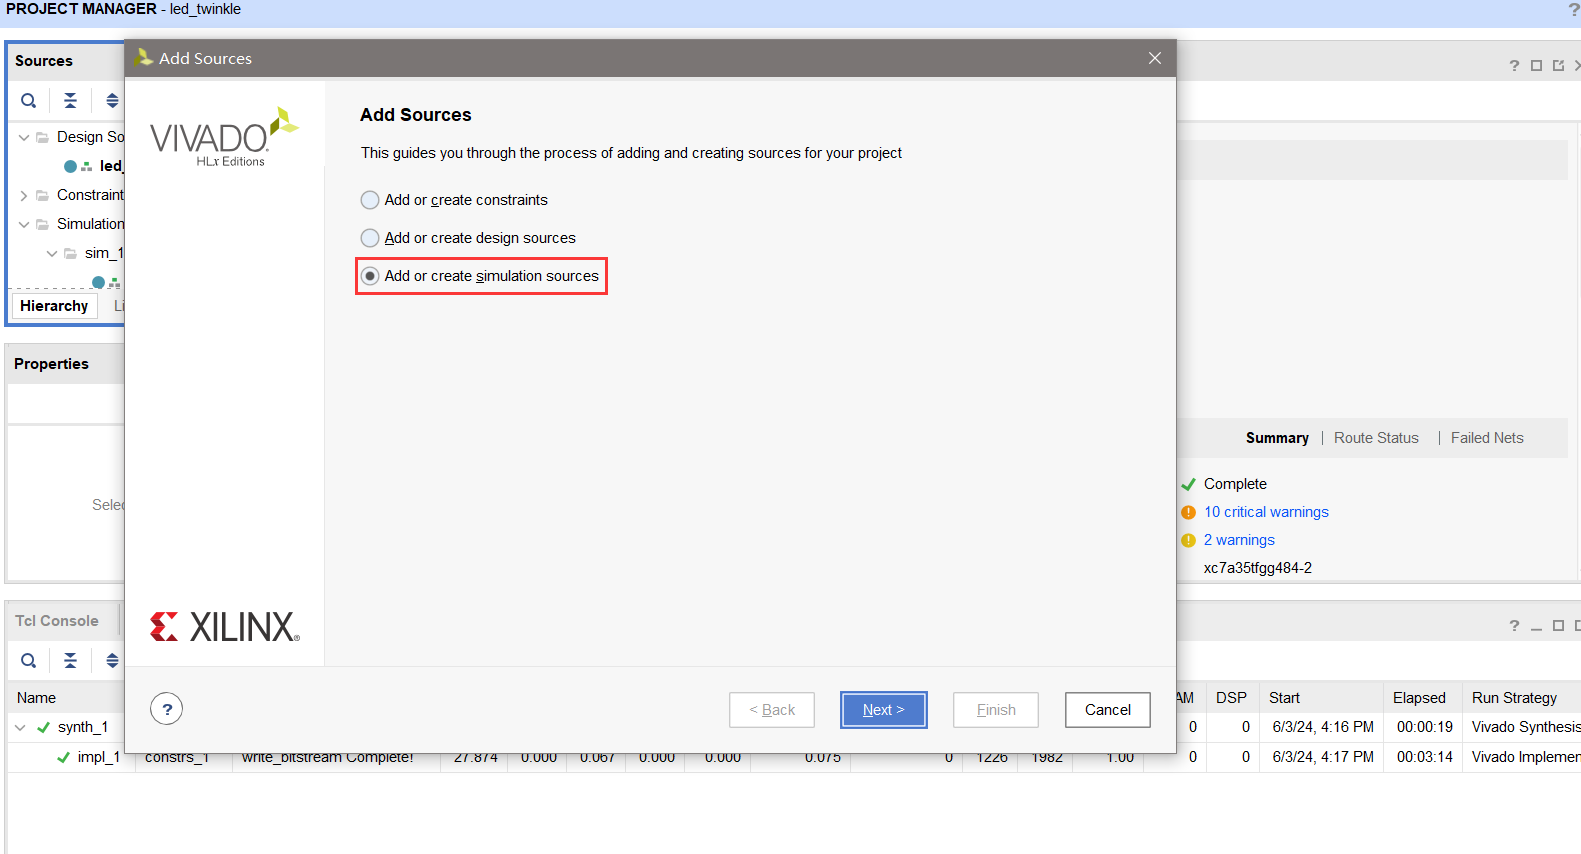 PROJECT MANAGER - led_twinkle
?
Sources
Add Sources
?
Design So
led_
Constraint
Simulation
sim_1
Hierarchy
Li
VIVADO.
HLx Editions
Add Sources
This guides you through the process of adding and creating sources for your project
Add or create constraints
Add or create design sources
Add or create simulation sources
Properties
Selec
Summary | Route Status | Failed Nets
Complete
10 critical warnings
2 warnings
xc7a35tfgg484-2
XILINX®
Tcl Console
?
?
< Back
Next >
Finish
Cancel
Name AM DSP Start Elapsed Run Strategy
synth_1 0 0 6/3/24, 4:16 PM 00:00:19 Vivado Synthesis
impl_1 constrs_1 write_bitstream Complete! 27.874 0.000 0.067 0.000 0.000 0.075 0 1226 1982 1.00 0 0 6/3/24, 4:17 PM 00:03:14 Vivado Implemen